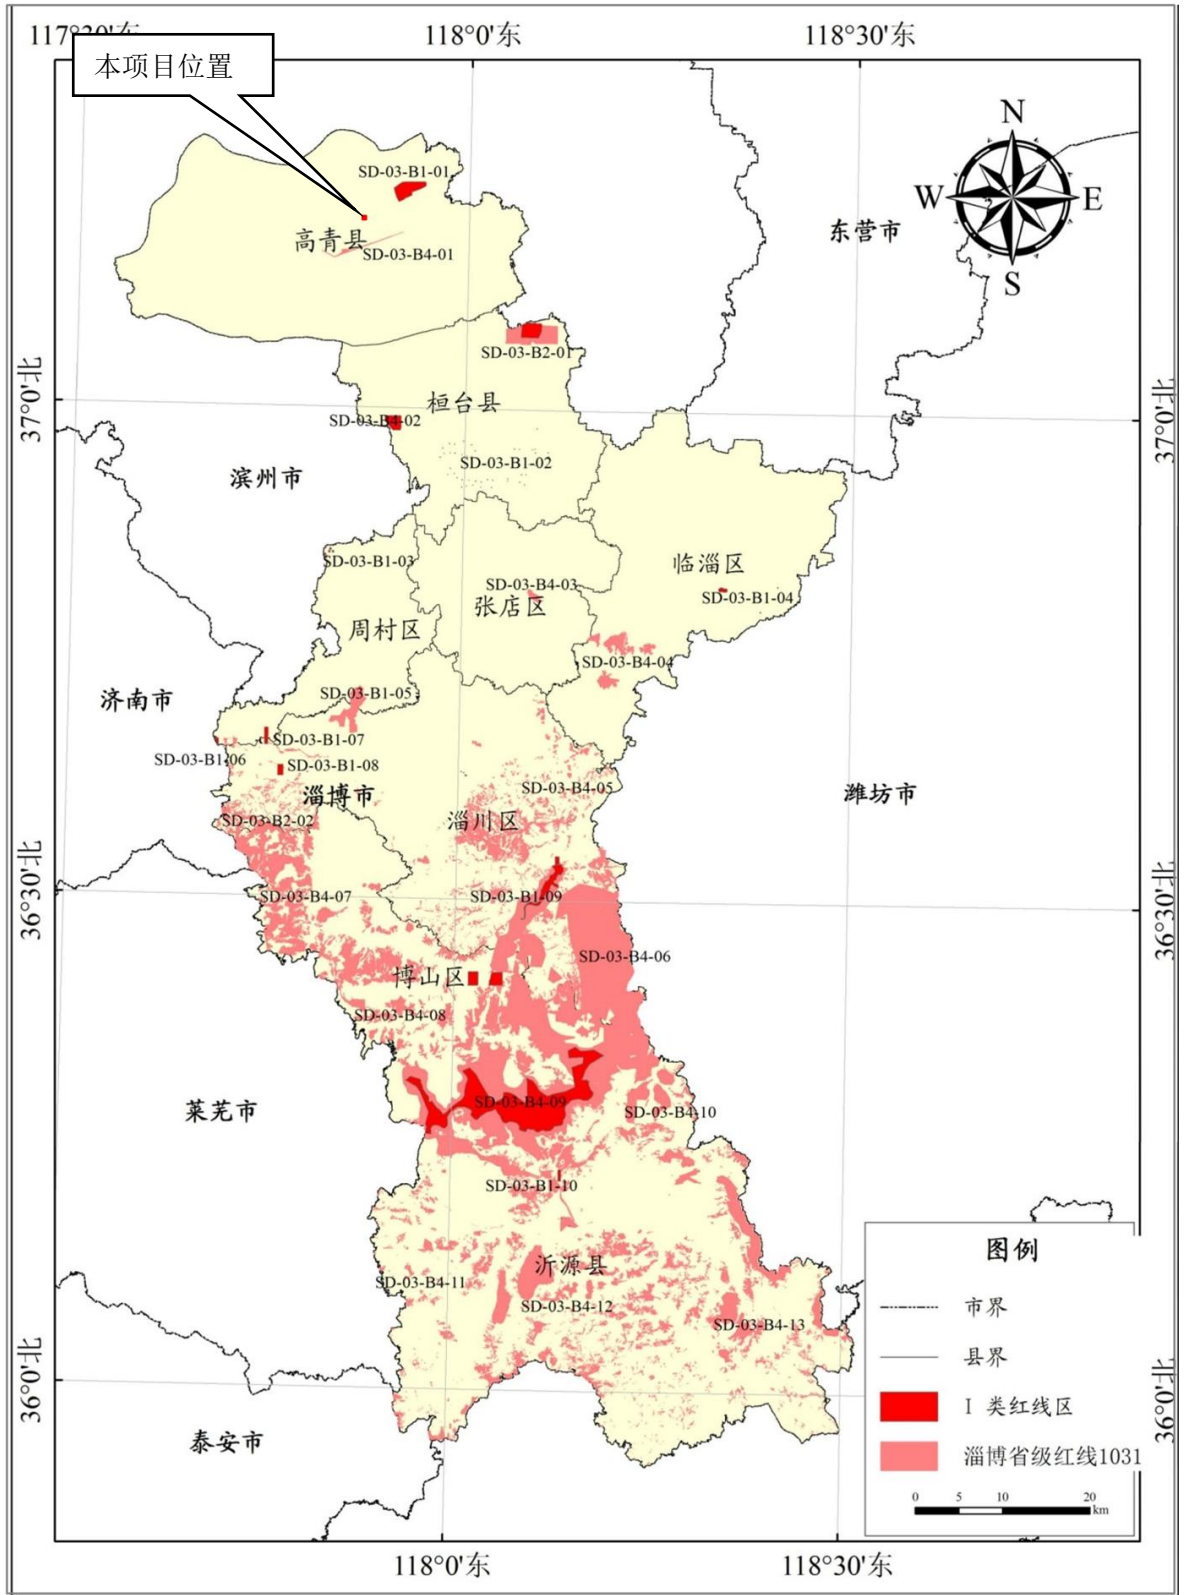 117°30'东
118°0'东
118°30'东
本项目位置
N
W
E
S
SD-03-B1-01
高青县
SD-03-B4-01
东营市
SD-03-B2-01
37°0'北
37°0'北
桓台县
SD-03-B4-02
SD-03-B1-02
滨州市
SD-03-B1-03
临淄区
SD-03-B4-03
SD-03-B1-04
张店区
周村区
SD-03-B4-04
SD-03-B1-05
济南市
SD-03-B1-07
SD-03-B1-06
SD-03-B1-08
SD-03-B4-05
淄博市
潍坊市
SD-03-B2-02
淄川区
36°30'北
36°30'北
SD-03-B4-07
SD-03-B1-09
SD-03-B4-06
博山区
SD-03-B4-08
SD-03-B4-09
SD-03-B4-10
莱芜市
SD-03-B1-10
沂源县
SD-03-B4-11
SD-03-B4-12
SD-03-B4-13
36°0'北
36°0'北
泰安市
图例
市界
县界
I 类红线区
淄博省级红线1031
0 5 10 20
km
118°0'东
118°30'东